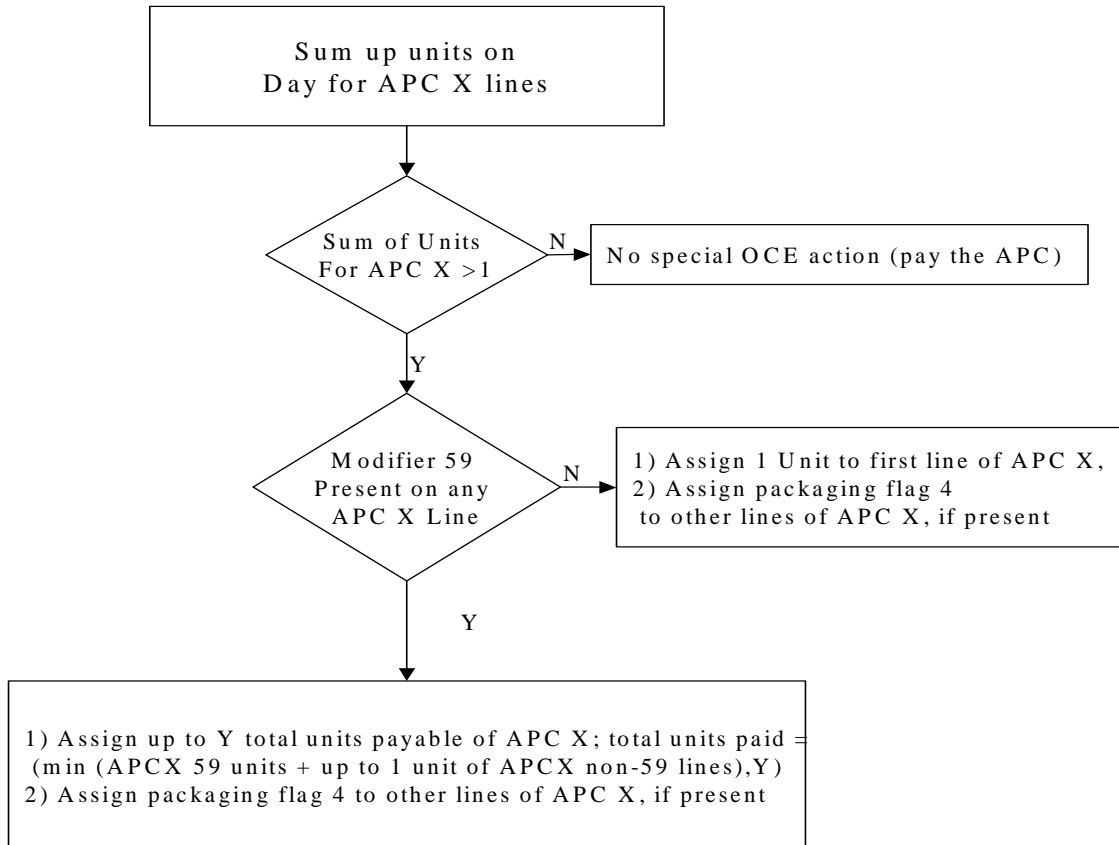 Sum up units on
Day for APC X lines
Sum of Units
For APC X >1
N
No special OCE action (pay the APC)
Y
Modifier 59
Present on any
APC X Line
N
1) Assign 1 Unit to first line of APC X,
2) Assign packaging flag 4
to other lines of APC X, if present
Y
1) Assign up to Y total units payable of APC X; total units paid =
(min (APCX 59 units + up to 1 unit of APCX non-59 lines),Y)
2) Assign packaging flag 4 to other lines of APC X, if present